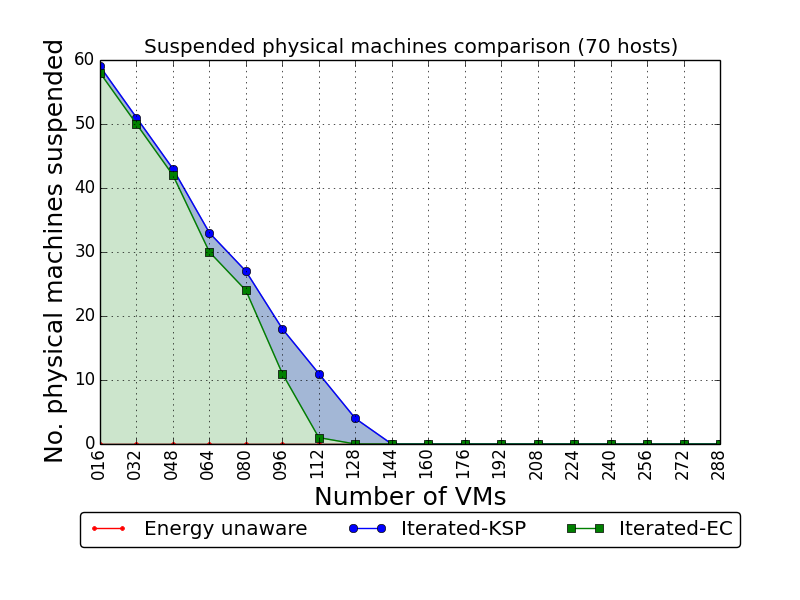 Suspended physical machines comparison (70 hosts)
No. physical machines suspended
60
50
40
30
20
10
0
016 032 048 064 080 096 112 128 144 160 176 192 208 224 240 256 272 288
Number of VMs
Energy unaware Iterated-KSP Iterated-EC